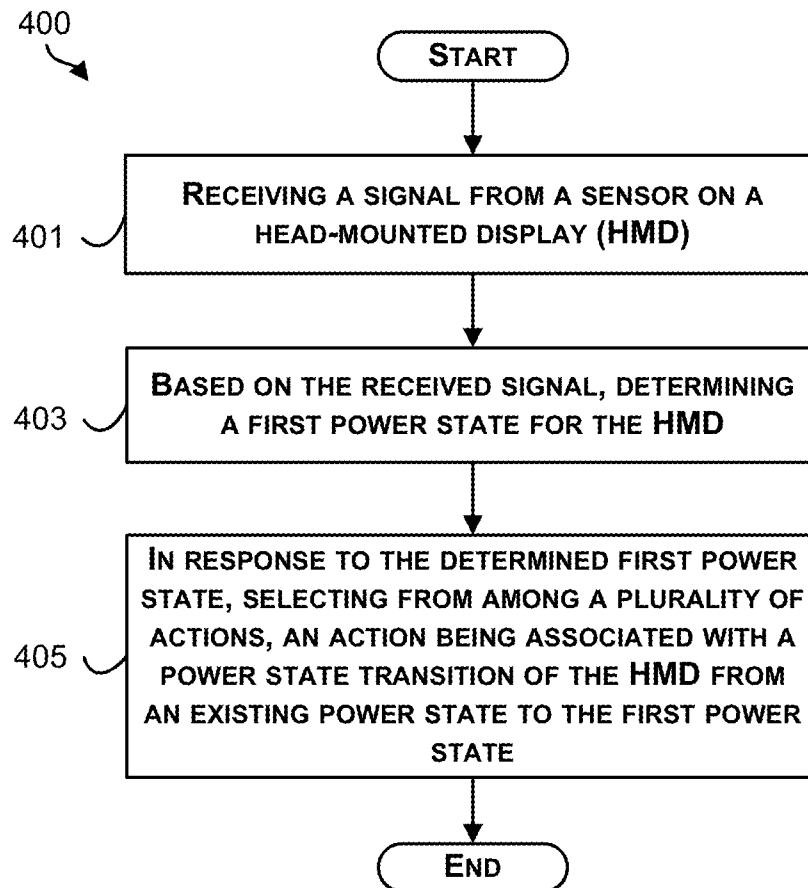 400
START
401
RECEIVING A SIGNAL FROM A SENSOR ON A
HEAD-MOUNTED DISPLAY (HMD)
403
BASED ON THE RECEIVED SIGNAL, DETERMINING
A FIRST POWER STATE FOR THE HMD
405
IN RESPONSE TO THE DETERMINED FIRST POWER
STATE, SELECTING FROM AMONG A PLURALITY OF
ACTIONS, AN ACTION BEING ASSOCIATED WITH A
POWER STATE TRANSITION OF THE HMD FROM
AN EXISTING POWER STATE TO THE FIRST POWER
STATE
END